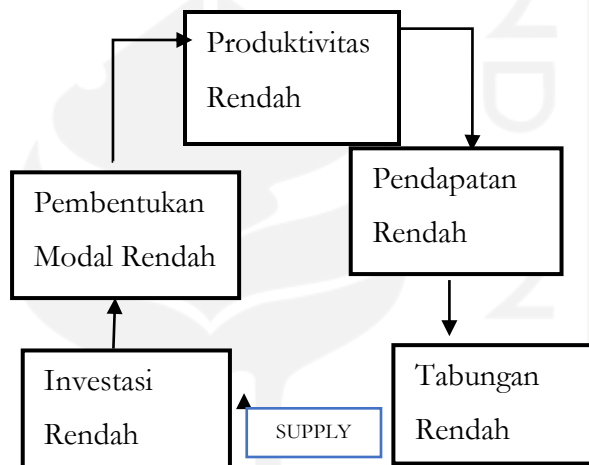 Produktivitas
Rendah
Pendapatan
Rendah
Tabungan
Rendah
SUPPLY
Investasi
Rendah
Pembentukan
Modal Rendah